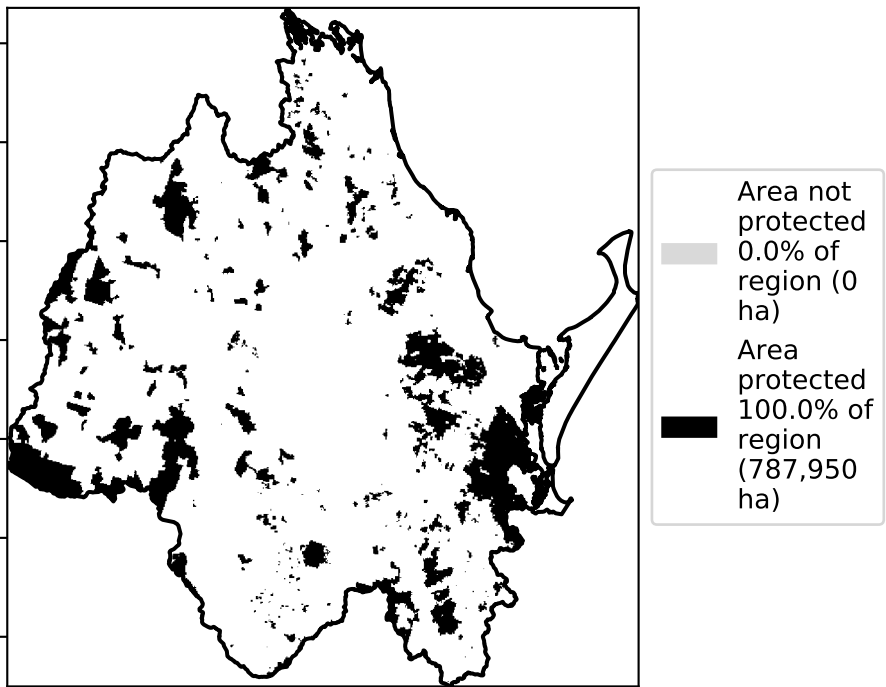 Area not
protected
0.0% of
region (0
ha)
Area
protected
100.0% of
region
(787,950
ha)